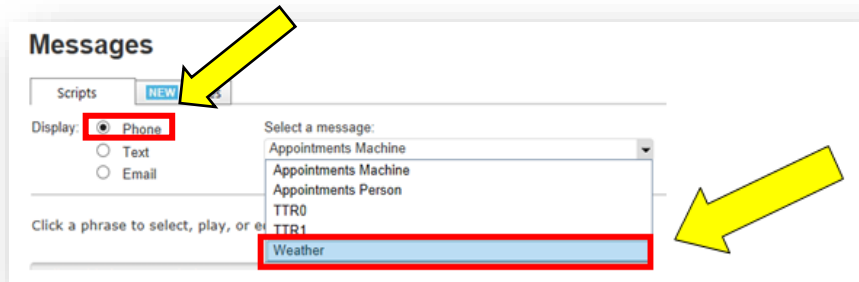 Messages
Scripts
NEW
Display: Phone
Text
Email
Select a message:
Appointments Machine
Appointments Machine
Appointments Person
TTR0
TTR1
Weather
Click a phrase to select, play, or